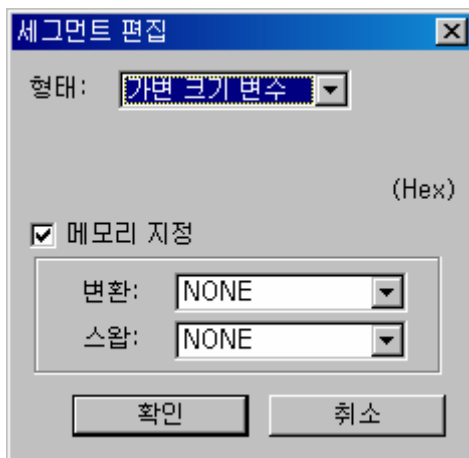 세그먼트 편집
형태: 가변 크기 변수
(Hex)
메모리 지정
변환: NONE
스왑: NONE
확인 취소